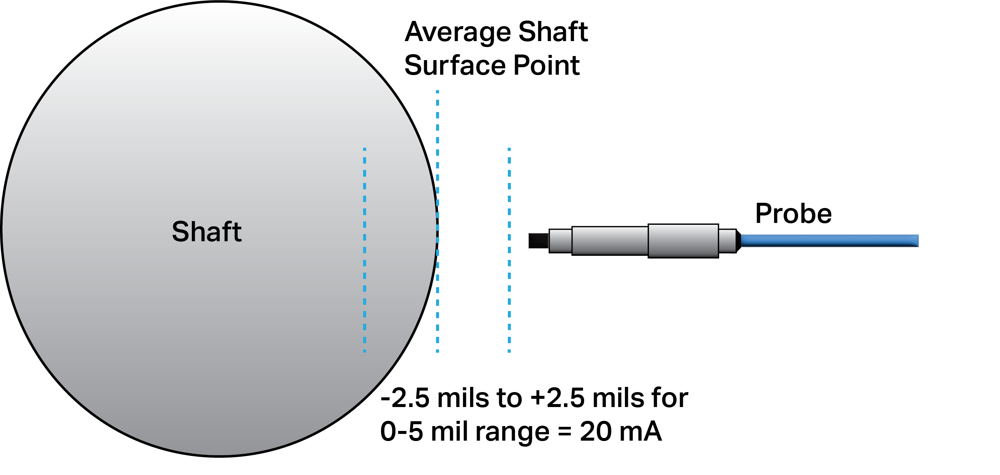 Average Shaft
Surface Point
Shaft
Probe
-2.5 mils to +2.5 mils for
0-5 mil range = 20 mA